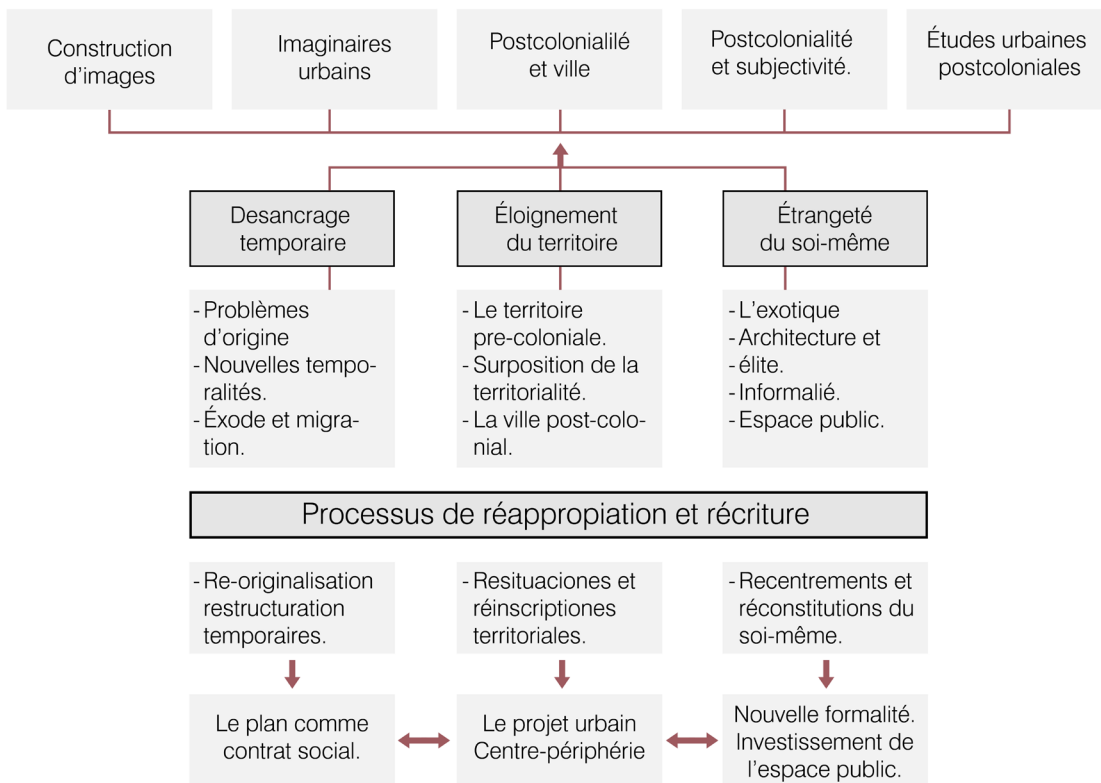 Construction
d'images
Imaginaires
urbains
Postcolonialilé
et ville
Postcolonialité
et subjectivité.
Études urbaines
postcoloniales
Desancrage
temporaire
Éloignement
du territoire
Étrangeté
du soi-même
- Problèmes
d'origine
- Nouvelles tempo-
ralités.
- Éxode et migra-
tion.
- Le territoire
pre-coloniale.
- Surposition de la
territorialité.
- La ville post-colo-
nial.
- L'exotique
- Architecture et
- élite.
- Informalié.
- Espace public.
Processus de réappropiation et récriture
- Re-originalisation
restructuration
temporaires.
- Resituaciones et
réinscriptiones
territoriales.
- Recentrements et
réconstitutions du
soi-même.
Le plan comme
contrat social.
Le projet urbain
Centre-périphérie
Nouvelle formalité.
Investissement de
l'espace public.